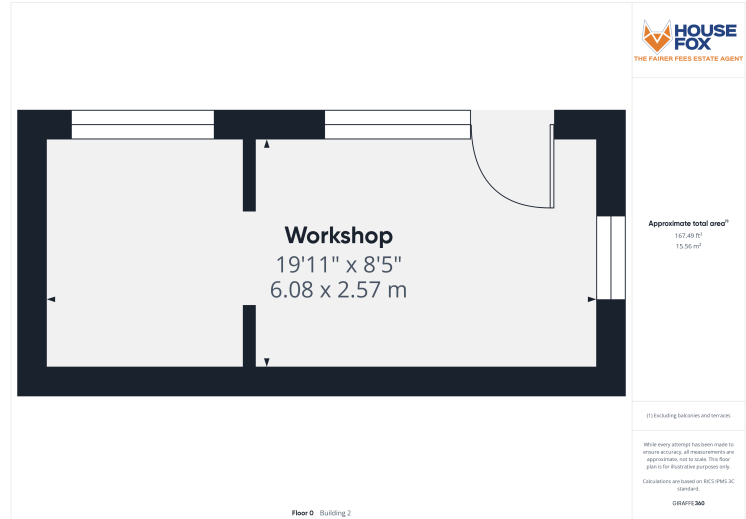 HOUSE
FOX
THE FAIRER FEES ESTATE AGENT
Workshop
19'11" x 8'5"
6.08 x 2.57 m
Approximate total area⁽¹⁾
167.49 ft²
15.56 m²
(1) Excluding balconies and terraces
While every attempt has been made to
ensure accuracy, all measurements are
approximate, not to scale. This floor
plan is for illustrative purposes only.
Calculations are based on RICS IPMS 3C
standard.
GIRAFFE360
Floor 0 Building 2